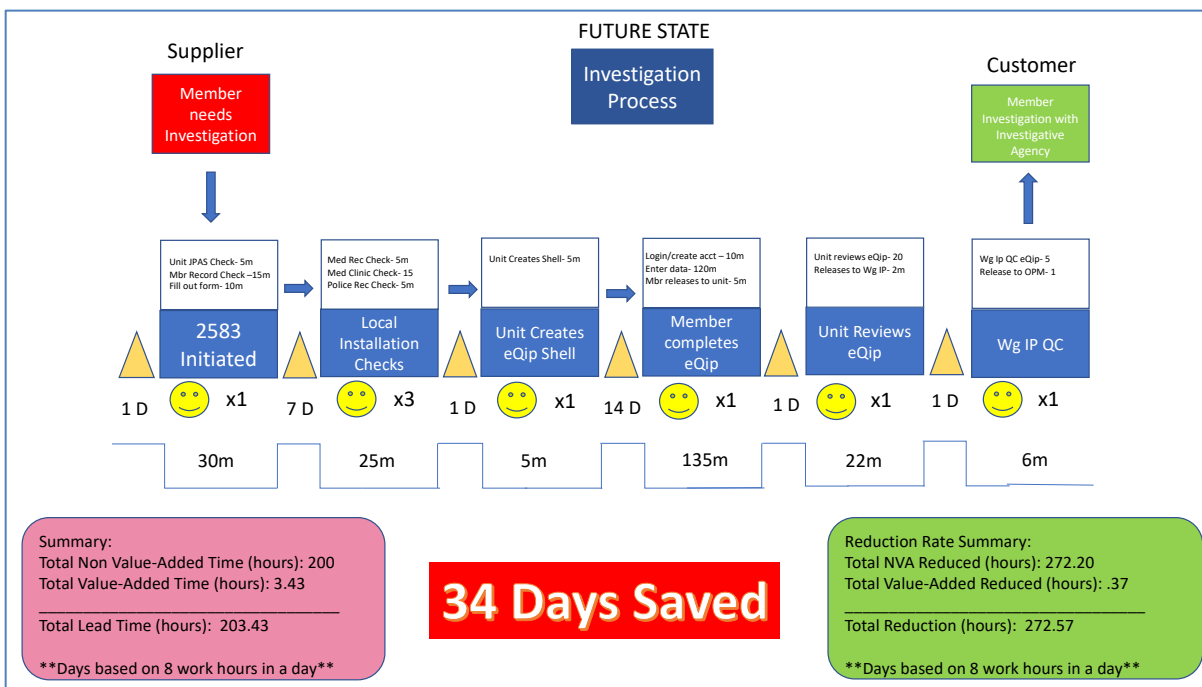 FUTURE STATE
Supplier
Investigation
Process
Customer
Member
needs
Investigation
Member
Investigation with
Investigative
Agency
Unit JPAS Check- 5m
Mbr Record Check –15m
Fill out form- 10m
Med Rec Check- 5m
Med Clinic Check- 15
Police Rec Check- 5m
Unit Creates Shell- 5m
Login/create acct – 10m
Enter data- 120m
Mbr releases to unit- 5m
Unit reviews eQip- 20
Releases to Wg IP- 2m
Wg Ip QC eQip- 5
Release to OPM- 1
2583
Initiated
Local
Installation
Checks
Unit Creates
eQip Shell
Member
completes
eQip
Unit Reviews
eQip
Wg IP QC
1 D
x1
7 D
x3
1 D
x1
14 D
x1
1 D
x1
1 D
x1
30m
25m
5m
135m
22m
6m
Summary:
Total Non Value-Added Time (hours): 200
Total Value-Added Time (hours): 3.43
Total Lead Time (hours): 203.43
**Days based on 8 work hours in a day**
34 Days Saved
Reduction Rate Summary:
Total NVA Reduced (hours): 272.20
Total Value-Added Reduced (hours): .37
Total Reduction (hours): 272.57
**Days based on 8 work hours in a day**